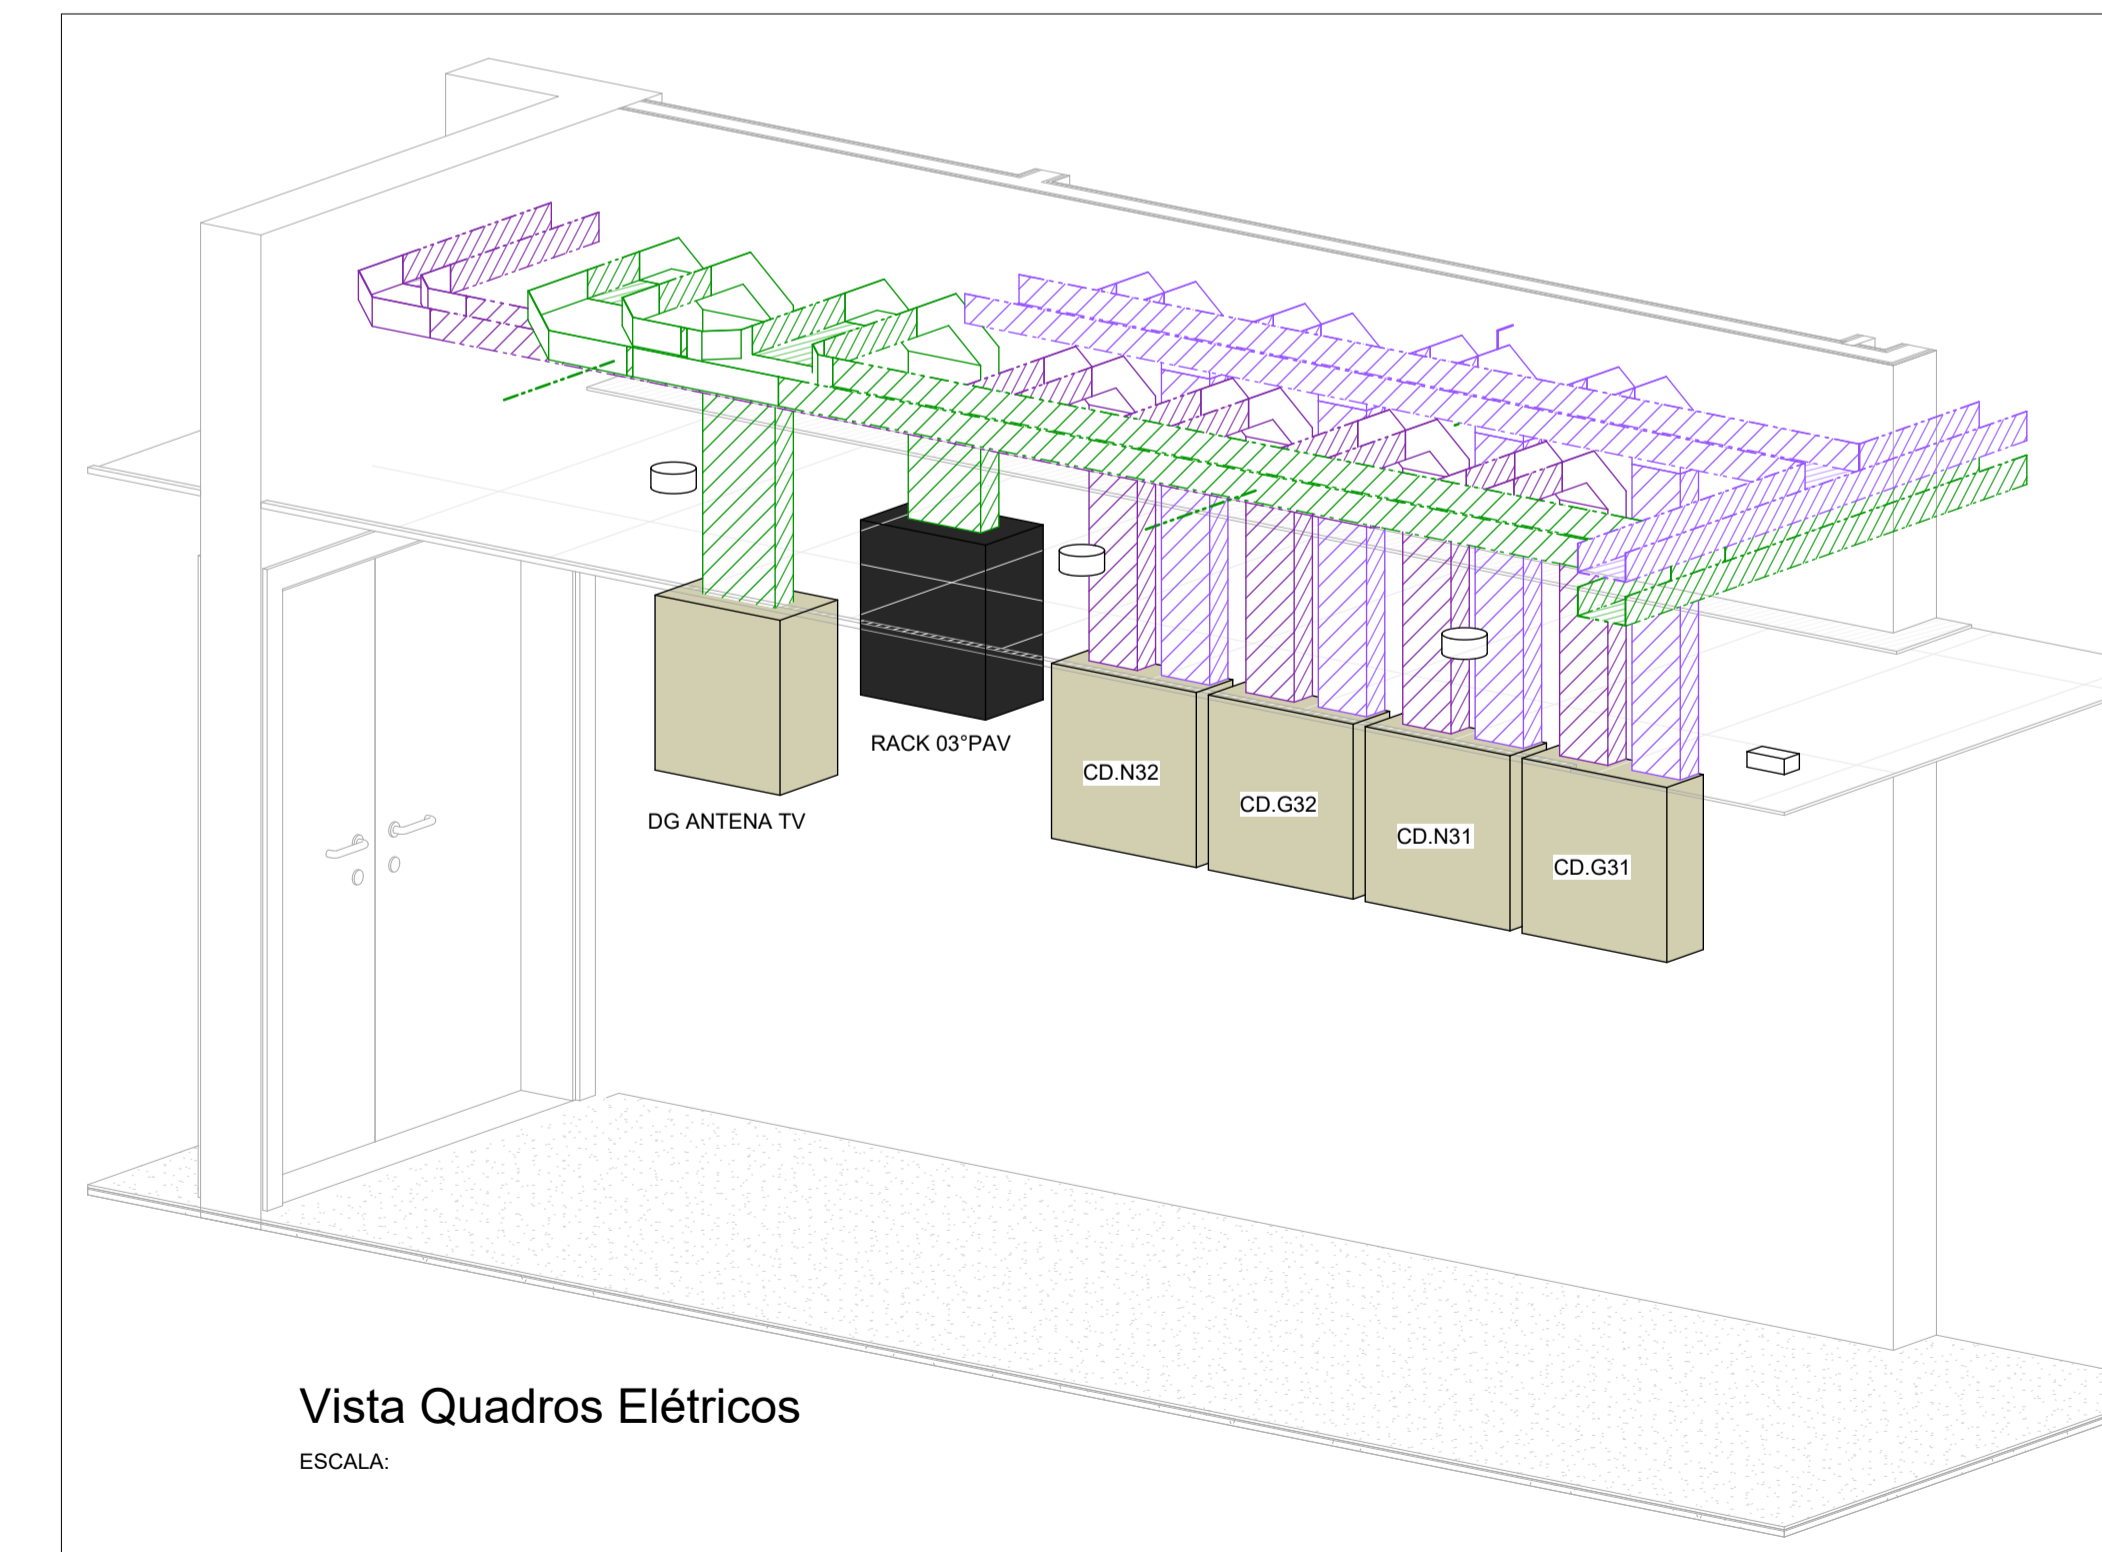 RACK 03°PAV
CD.N32
CD.G32
DG ANTENA TV
CD.N31
CD.G31
Vista Quadros Elétricos
ESCALA: